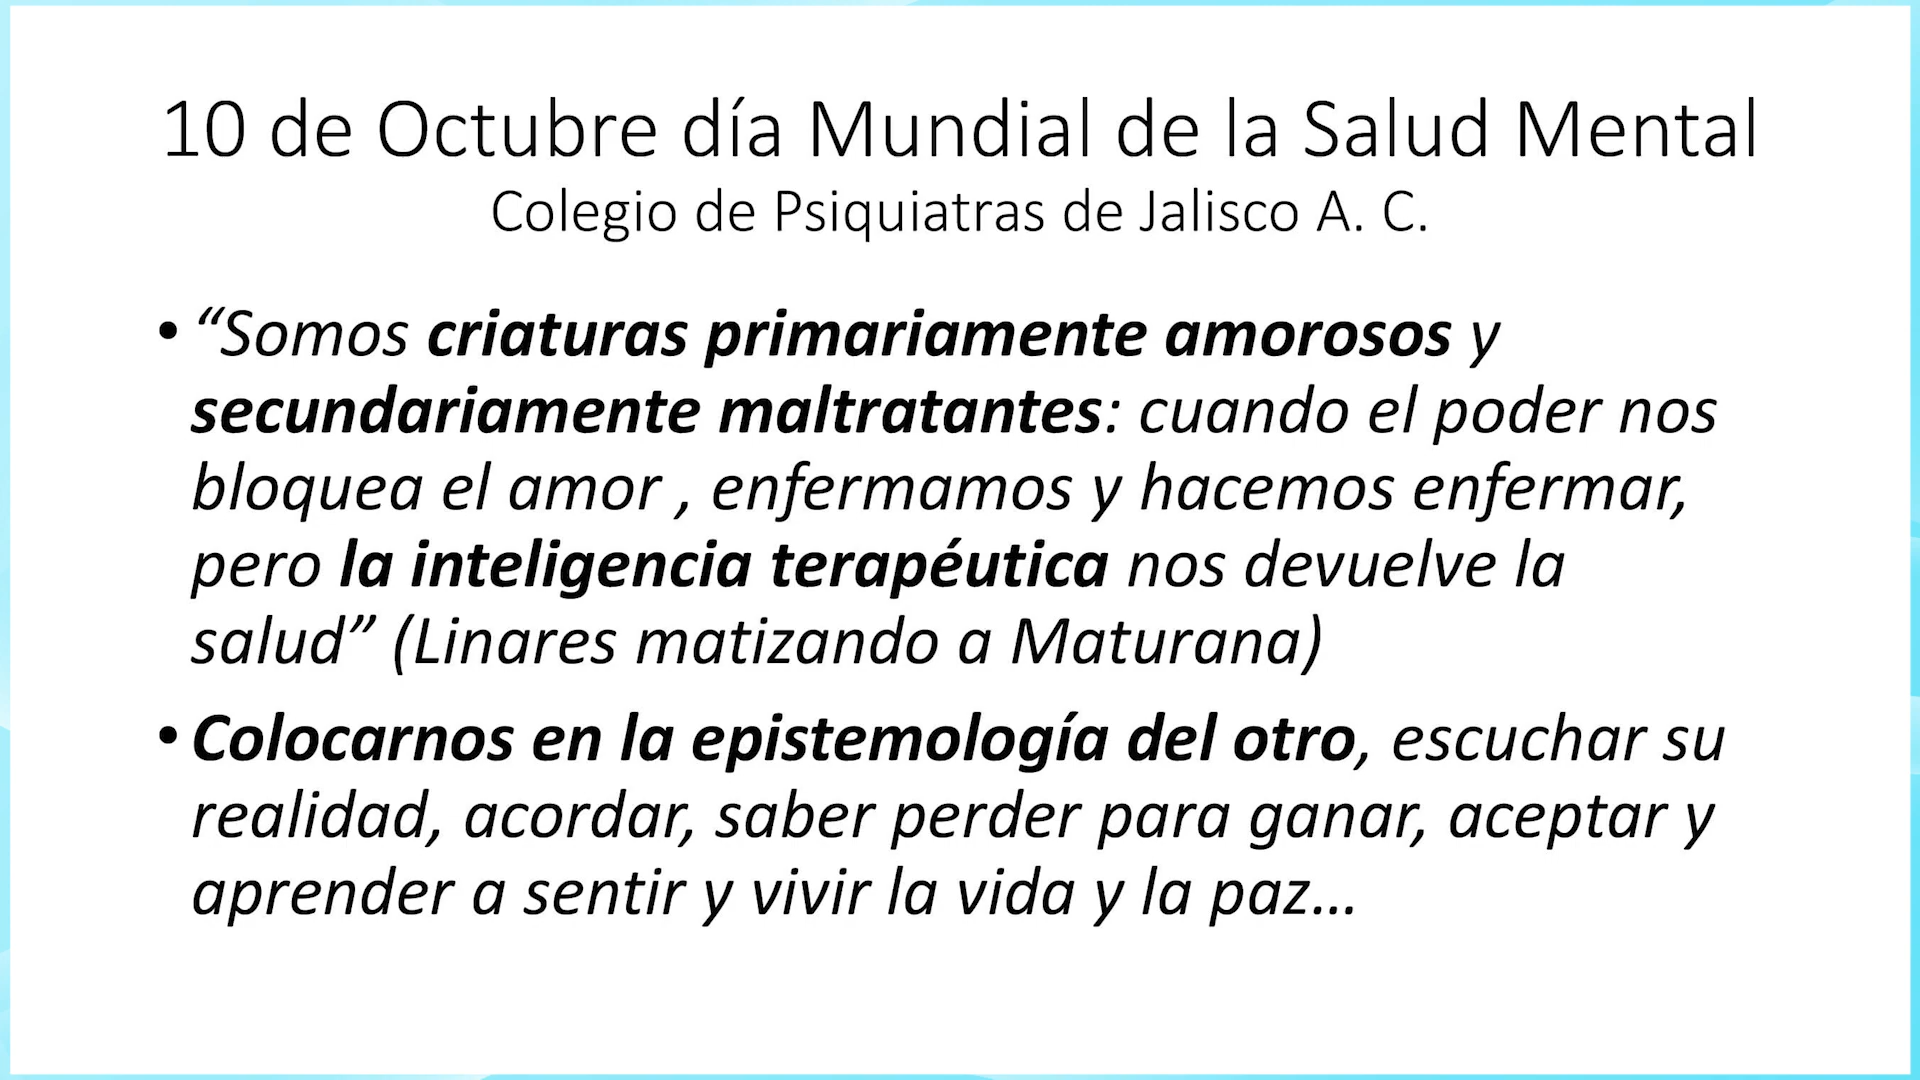 10 de Octubre día Mundial de la Salud Mental
Colegio de Psiquiatras de Jalisco A. C.
• “Somos criaturas primariamente amorosos y
secundariamente maltratantes: cuando el poder nos
bloquea el amor , enfermamos y hacemos enfermar,
pero la inteligencia terapéutica nos devuelve la
salud” (Linares matizando a Maturana)
• Colocarnos en la epistemología del otro, escuchar su
realidad, acordar, saber perder para ganar, aceptar y
aprender a sentir y vivir la vida y la paz...